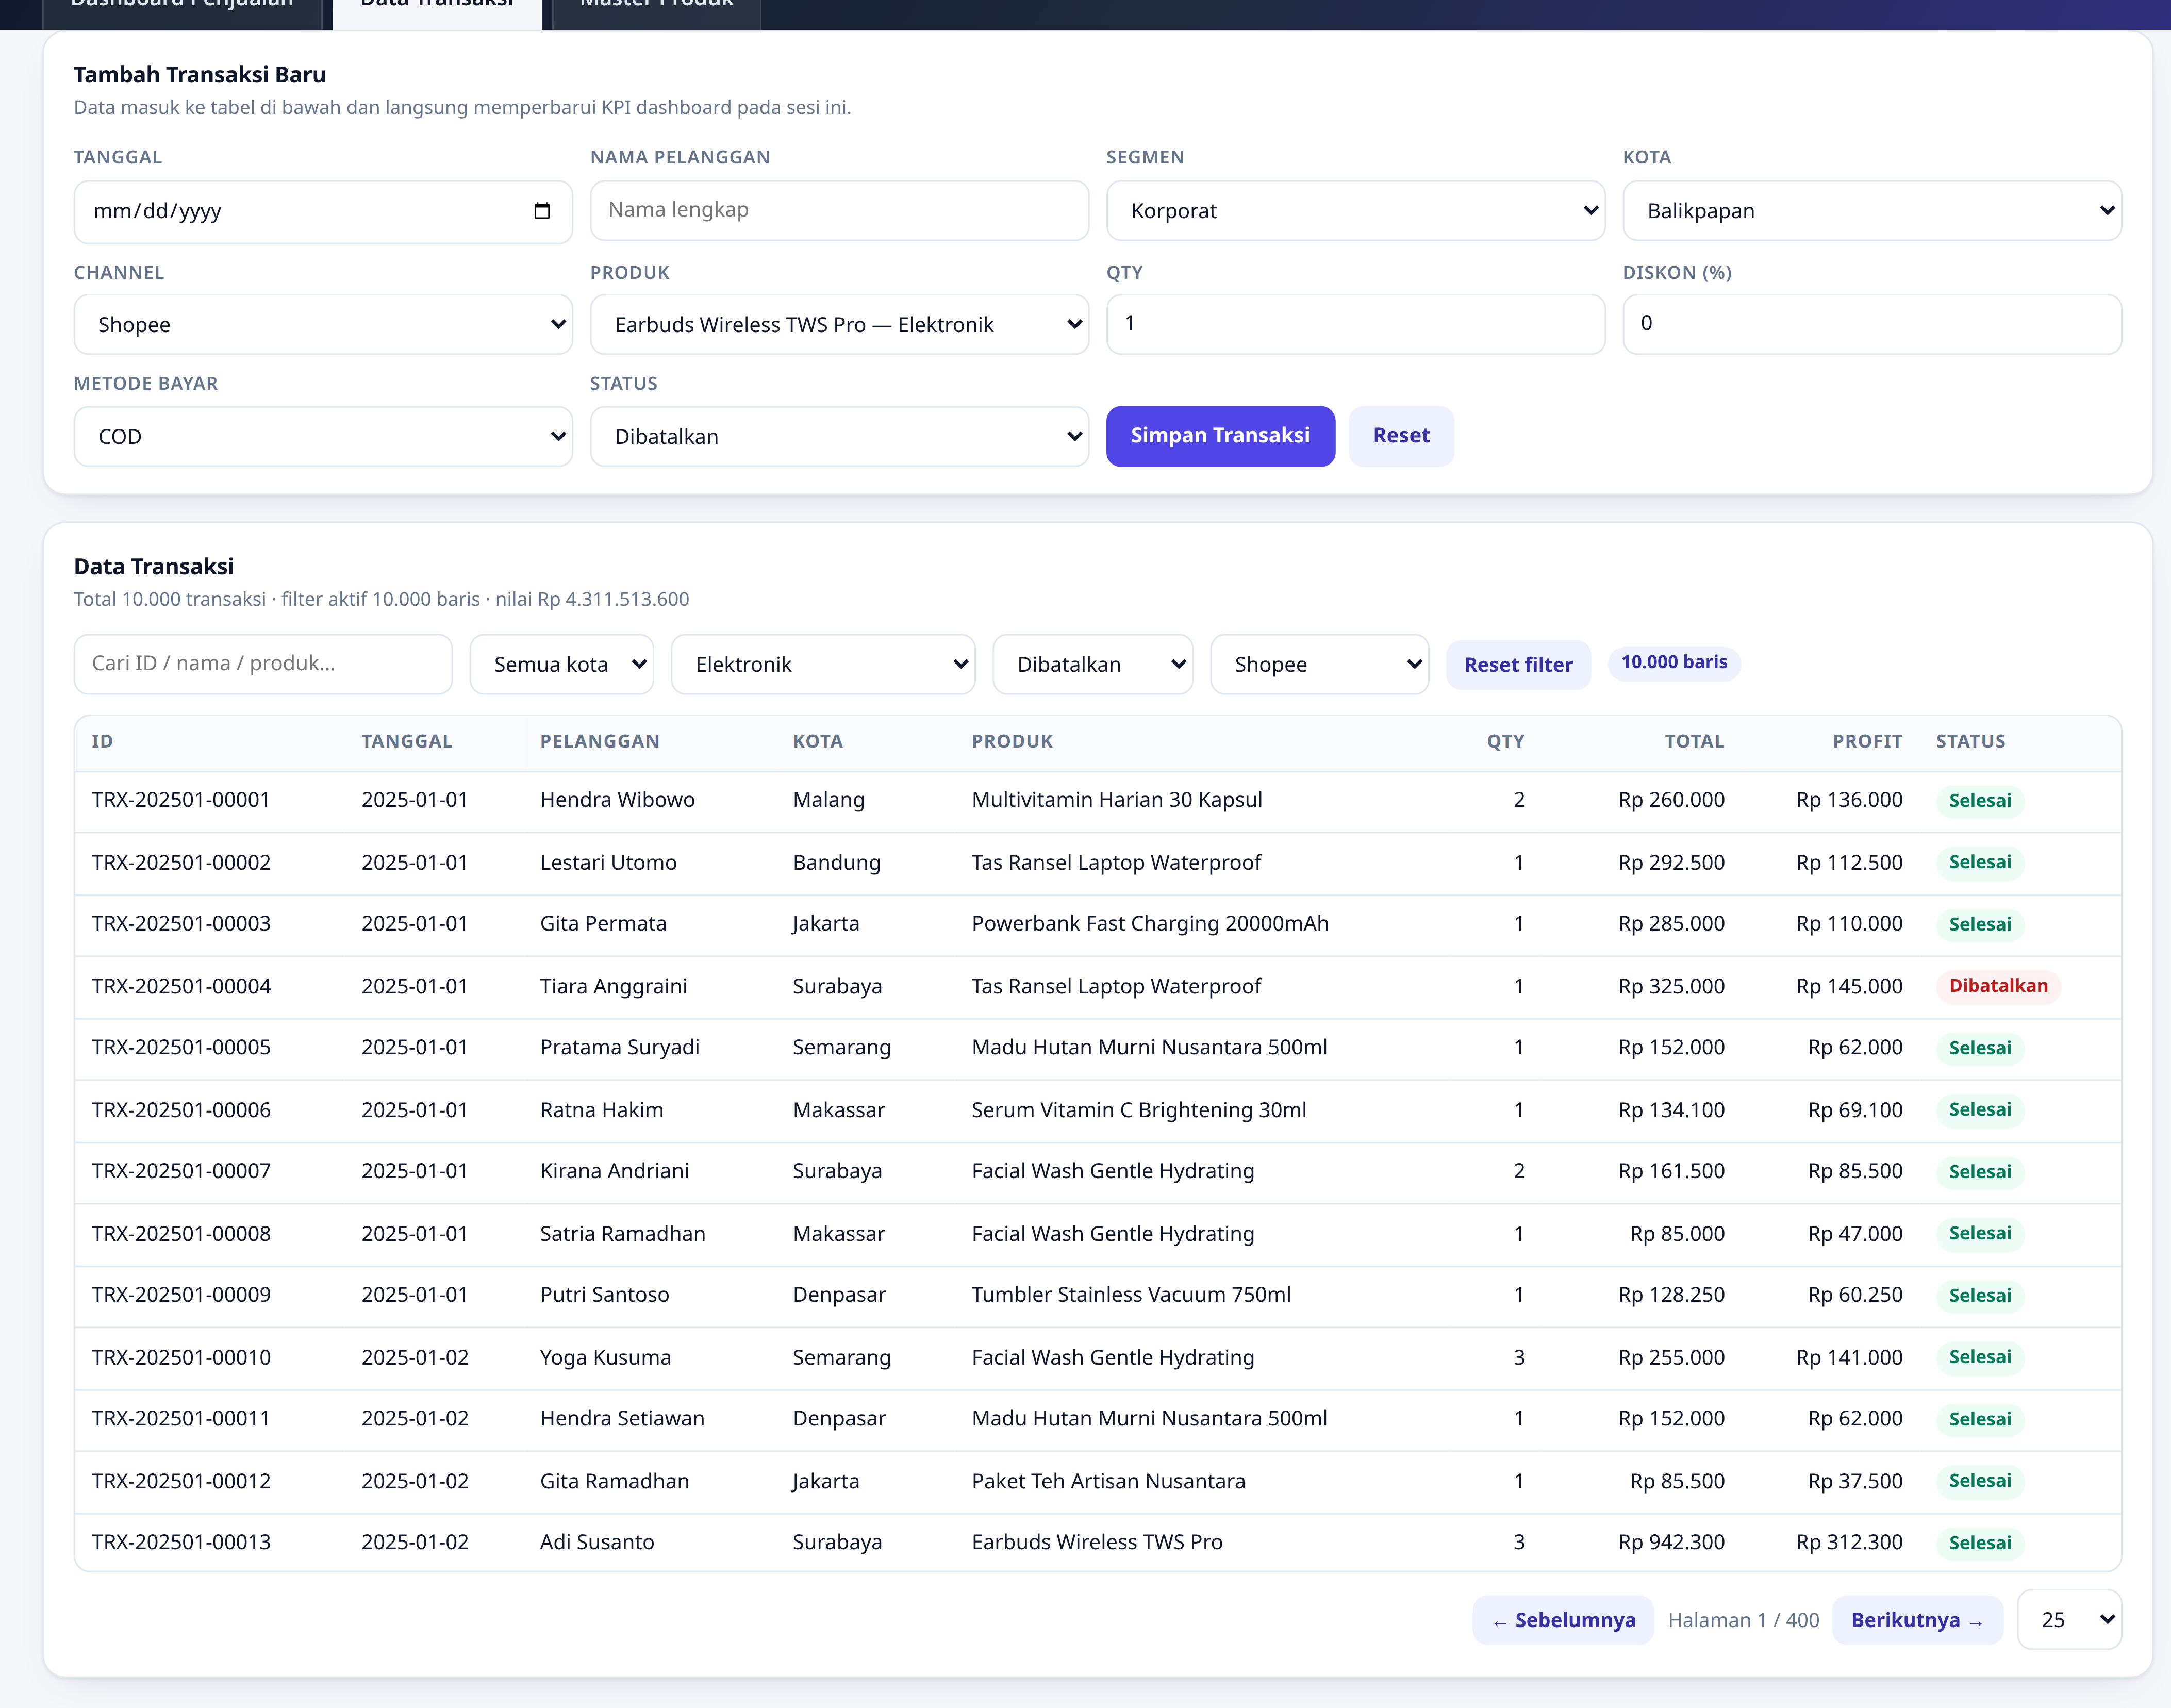 Dashboard Penjualan Data Transaksi Master Produk
Tambah Transaksi Baru
Data masuk ke tabel di bawah dan langsung memperbarui KPI dashboard pada sesi ini.
TANGGAL NAMA PELANGGAN SEGMEN KOTA
mm/dd/yyyy Nama lengkap Korporat Balikpapan
CHANNEL PRODUK QTY DISKON (%)
Shopee Earbuds Wireless TWS Pro — Elektronik 1 0
METODE BAYAR STATUS
COD Dibatalkan Simpan Transaksi Reset
Data Transaksi
Total 10.000 transaksi · filter aktif 10.000 baris · nilai Rp 4.311.513.600
Cari ID / nama / produk... Semua kota Elektronik Dibatalkan Shopee Reset filter 10.000 baris
ID TANGGAL PELANGGAN KOTA PRODUK QTY TOTAL PROFIT STATUS
TRX-202501-00001 2025-01-01 Hendra Wibowo Malang Multivitamin Harian 30 Kapsul 2 Rp 260.000 Rp 136.000 Selesai
TRX-202501-00002 2025-01-01 Lestari Utomo Bandung Tas Ransel Laptop Waterproof 1 Rp 292.500 Rp 112.500 Selesai
TRX-202501-00003 2025-01-01 Gita Permata Jakarta Powerbank Fast Charging 20000mAh 1 Rp 285.000 Rp 110.000 Selesai
TRX-202501-00004 2025-01-01 Tiara Anggraini Surabaya Tas Ransel Laptop Waterproof 1 Rp 325.000 Rp 145.000 Dibatalkan
TRX-202501-00005 2025-01-01 Pratama Suryadi Semarang Madu Hutan Murni Nusantara 500ml 1 Rp 152.000 Rp 62.000 Selesai
TRX-202501-00006 2025-01-01 Ratna Hakim Makassar Serum Vitamin C Brightening 30ml 1 Rp 134.100 Rp 69.100 Selesai
TRX-202501-00007 2025-01-01 Kirana Andriani Surabaya Facial Wash Gentle Hydrating 2 Rp 161.500 Rp 85.500 Selesai
TRX-202501-00008 2025-01-01 Satria Ramadhan Makassar Facial Wash Gentle Hydrating 1 Rp 85.000 Rp 47.000 Selesai
TRX-202501-00009 2025-01-01 Putri Santoso Denpasar Tumbler Stainless Vacuum 750ml 1 Rp 128.250 Rp 60.250 Selesai
TRX-202501-00010 2025-01-02 Yoga Kusuma Semarang Facial Wash Gentle Hydrating 3 Rp 255.000 Rp 141.000 Selesai
TRX-202501-00011 2025-01-02 Hendra Setiawan Denpasar Madu Hutan Murni Nusantara 500ml 1 Rp 152.000 Rp 62.000 Selesai
TRX-202501-00012 2025-01-02 Gita Ramadhan Jakarta Paket Teh Artisan Nusantara 1 Rp 85.500 Rp 37.500 Selesai
TRX-202501-00013 2025-01-02 Adi Susanto Surabaya Earbuds Wireless TWS Pro 3 Rp 942.300 Rp 312.300 Selesai
← Sebelumnya Halaman 1 / 400 Berikutnya → 25